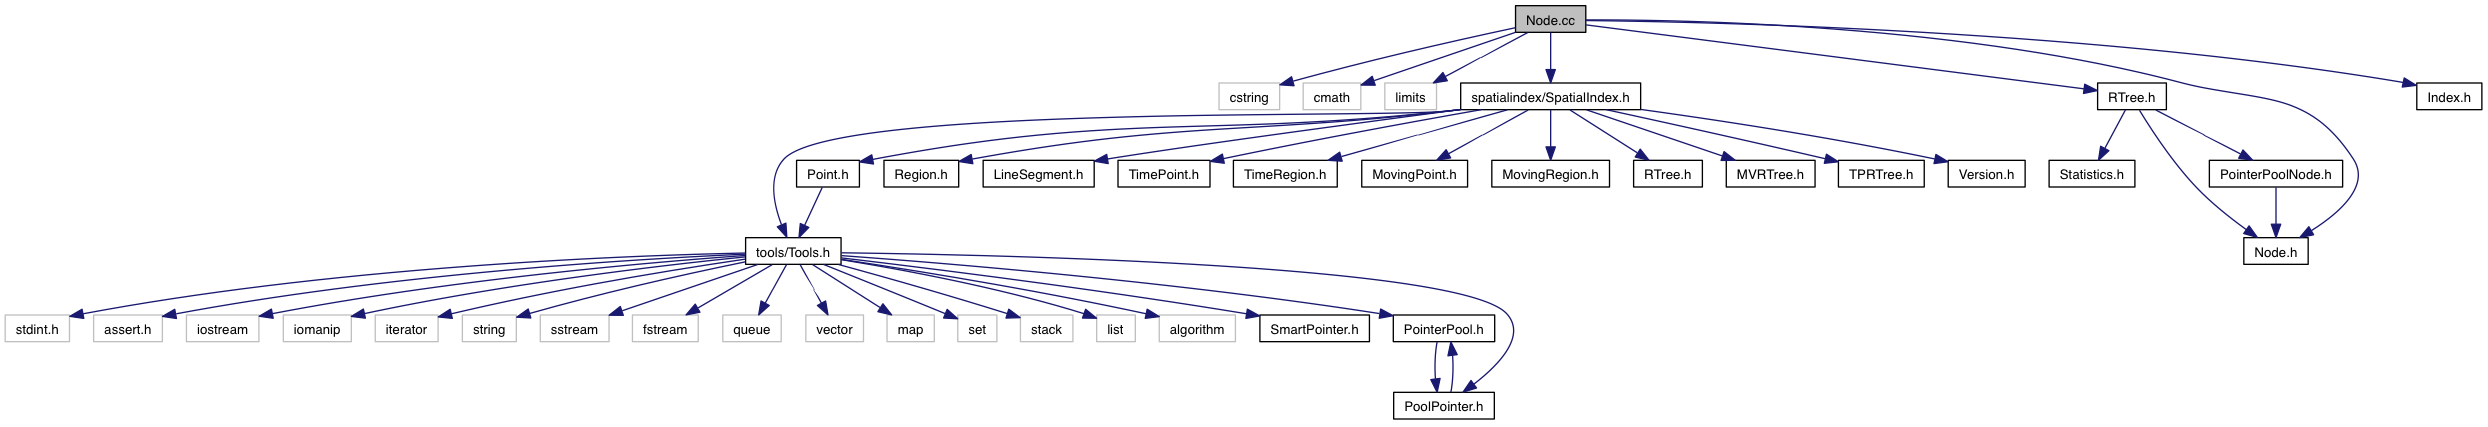 Node.cc
cstring
cmath
limits
spatialindex/SpatialIndex.h
RTree.h
Index.h
Point.h
Region.h
LineSegment.h
TimePoint.h
TimeRegion.h
MovingPoint.h
MovingRegion.h
RTree.h
MVRTree.h
TPRTree.h
Version.h
Statistics.h
PointerPoolNode.h
tools/Tools.h
Node.h
stdint.h
assert.h
iostream
iomanip
iterator
string
sstream
fstream
queue
vector
map
set
stack
list
algorithm
SmartPointer.h
PointerPool.h
PoolPointer.h